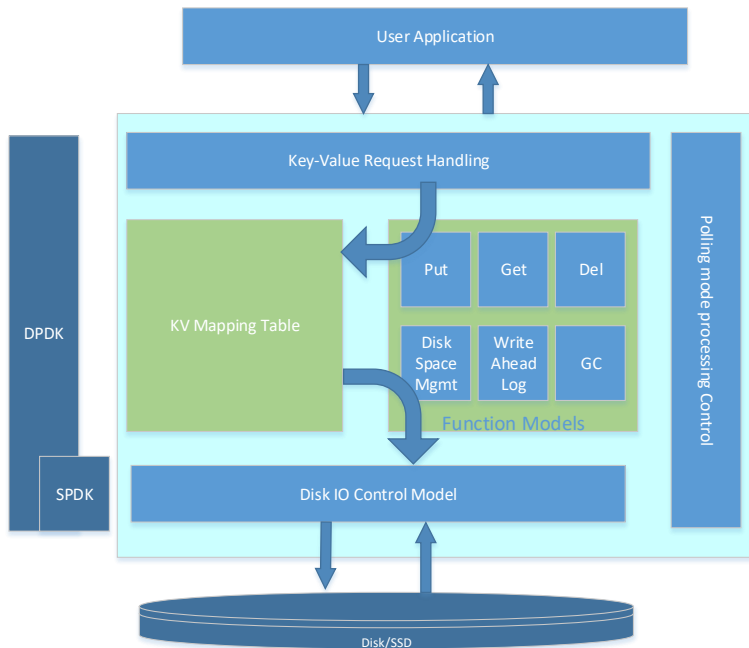 User Application
Key-Value Request Handling
Polling mode processing Control
DPDK
SPDK
KV Mapping Table
Put
Get
Del
Disk
Space
Mgmt
Write
Ahead
Log
GC
Function Models
Disk IO Control Model
Disk/SSD